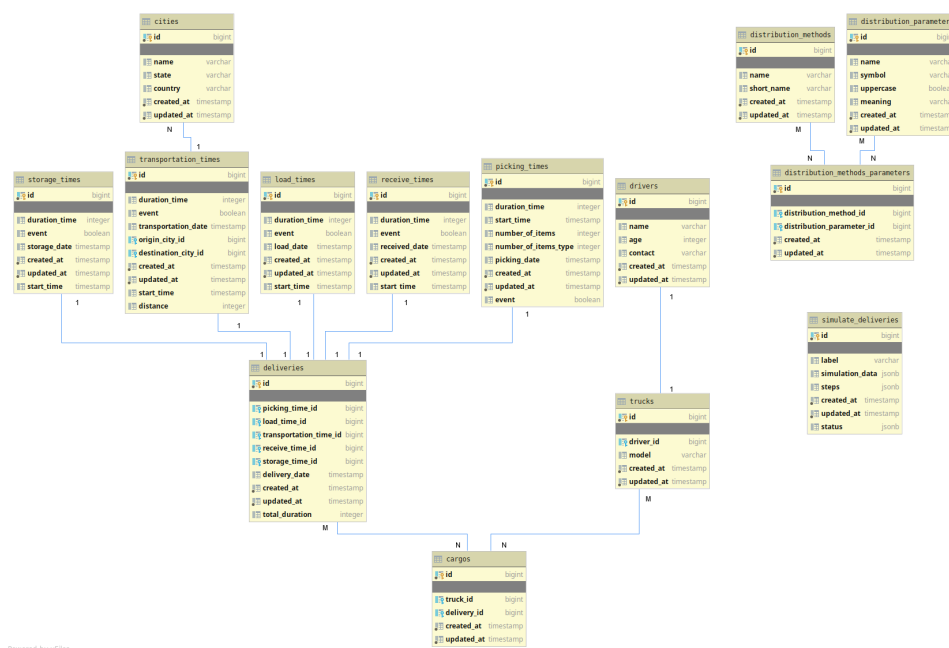 cities
id bigint
name varchar
state varchar
country varchar
created_at timestamp
updated_at timestamp
N
1
distribution_methods
id bigint
name varchar
short_name varchar
created_at timestamp
updated_at timestamp
M
N
id
name
symbol
uppercase
meaning
created_at
updated_at
M
N
transportation_times
id bigint
duration_time integer
event boolean
transportation_date timestamp
origin_city_id bigint
destination_city_id bigint
created_at timestamp
updated_at timestamp
start_time timestamp
distance integer
1
1
storage_times
id bigint
duration_time integer
event boolean
storage_date timestamp
created_at timestamp
updated_at timestamp
start_time timestamp
1
1
load_times
id bigint
duration_time integer
event boolean
load_date timestamp
created_at timestamp
updated_at timestamp
start_time timestamp
1
1
receive_times
id bigint
duration_time integer
event boolean
received_date timestamp
created_at timestamp
updated_at timestamp
start_time timestamp
1
1
picking_times
id bigint
duration_time integer
start_time timestamp
number_of_items integer
number_of_items_type integer
picking_date timestamp
created_at timestamp
updated_at timestamp
event boolean
1
1
drivers
id bigint
name varchar
age integer
contact varchar
created_at timestamp
updated_at timestamp
1
1
distribution_methods_parameters
id bigint
distribution_method_id bigint
distribution_parameter_id bigint
created_at timestamp
updated_at timestamp
simulate_deliveries
id bigint
label varchar
simulation_data jsonb
steps jsonb
created_at timestamp
updated_at timestamp
status jsonb
deliveries
id bigint
picking_time_id bigint
load_time_id bigint
transportation_time_id bigint
receive_time_id bigint
storage_time_id bigint
delivery_date timestamp
created_at timestamp
updated_at timestamp
total_duration integer
M
N
trucks
id bigint
driver_id bigint
model varchar
created_at timestamp
updated_at timestamp
M
N
cargos
id bigint
truck_id bigint
delivery_id bigint
created_at timestamp
updated_at timestamp